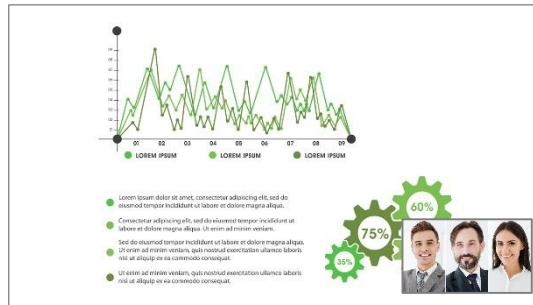 01 02 03 04 05 06 07 08 09
LOREM IPSUM LOREM IPSUM LOREM IPSUM
Lorem ipsum dolor sit amet, consectetur adipiscing elit, sed do
eiusmod tempor incididunt ut labore et dolore magna aliqua.
Consectetur adipiscing elit, sed do eiusmod tempor incididunt ut
labore et dolore magna aliqua. Ut enim ad minim veniam.
Sed do eiusmod tempor incididunt ut labore et dolore magna aliqua.
Ut enim ad minim veniam, quis nostrud exercitation ullamco laboris
nisi ut aliquip ex ea commodo consequat.
Ut enim ad minim veniam, quis nostrud exercitation ullamco laboris
nisi ut aliquip ex ea commodo consequat.
60%
75%
35%